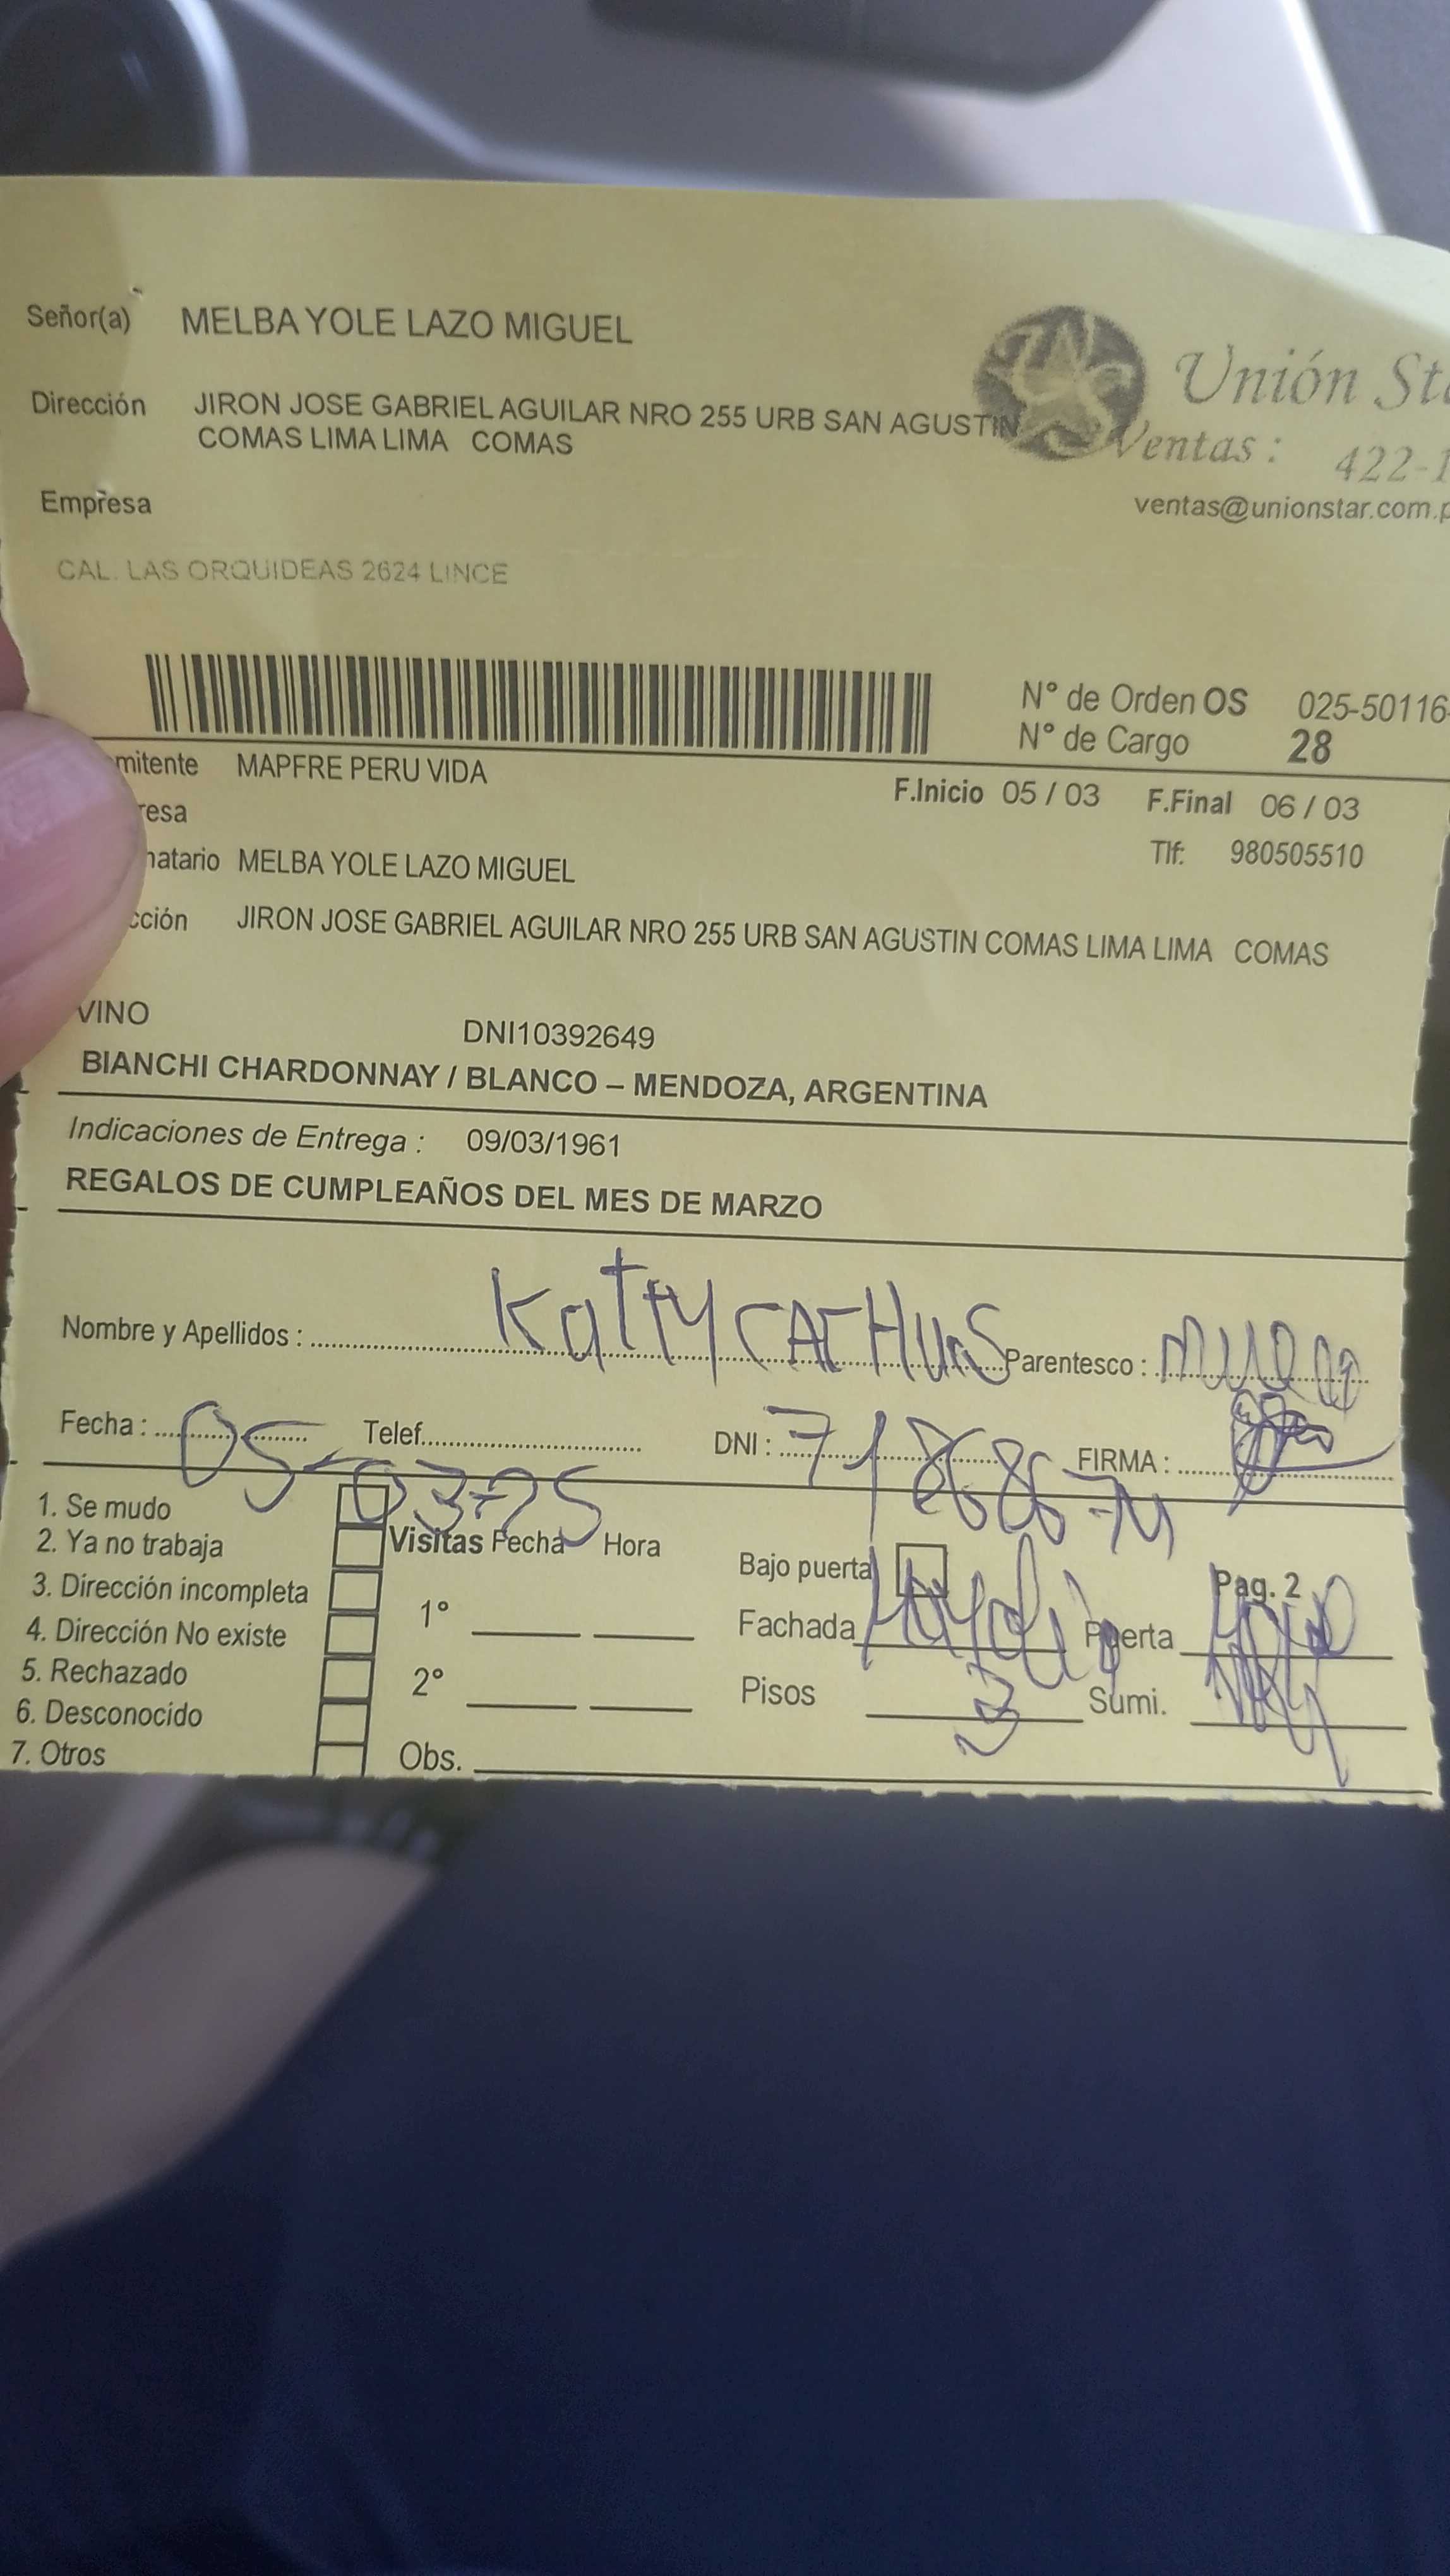 Señor(a) MELBA YOLE LAZO MIGUEL
Dirección JIRON JOSE GABRIEL AGUILAR NRO 255 URB SAN AGUSTIN
COMAS LIMA LIMA COMAS
Unión St
Ventas : 422-1
Empresa
ventas@unionstar.com.p
CAL. LAS ORQUIDEAS 2624 LINCE
N° de Orden OS 025-50116-
N° de Cargo 28
mitente MAPFRE PERU VIDA
F.Inicio 05 / 03 F.Final 06 / 03
resa
Tlf: 980505510
natario MELBA YOLE LAZO MIGUEL
cción JIRON JOSE GABRIEL AGUILAR NRO 255 URB SAN AGUSTIN COMAS LIMA LIMA COMAS
VINO
DNI10392649
BIANCHI CHARDONNAY / BLANCO – MENDOZA, ARGENTINA
Indicaciones de Entrega : 09/03/1961
REGALOS DE CUMPLEAÑOS DEL MES DE MARZO
Nombre y Apellidos : Katty Parentesco :
Fecha : 05-03-25 Telef. DNI : FIRMA :
1. Se mudo
2. Ya no trabaja Visitas Fecha Hora
3. Dirección incompleta Bajo puerta Pag. 2
4. Dirección No existe 1° Fachada Puerta
5. Rechazado 2° Pisos 3 Sumi.
6. Desconocido
7. Otros Obs.